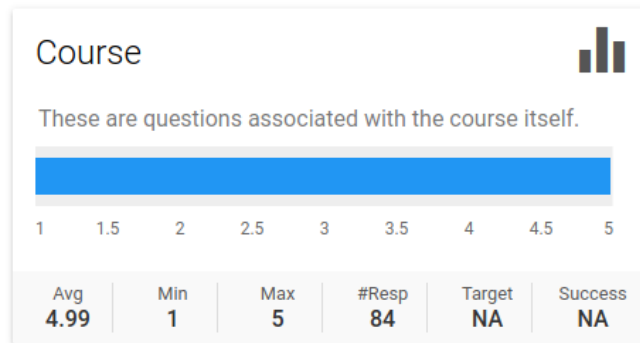 Course
These are questions associated with the course itself.
1 1.5 2 2.5 3 3.5 4 4.5 5
Avg Min Max #Resp Target Success
4.99 1 5 84 NA NA